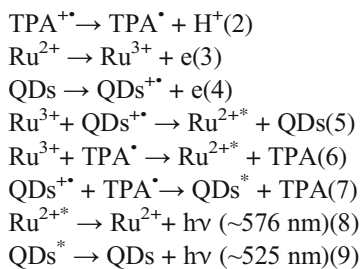 TPA⁺•→ TPA• + H⁺(2)
Ru²⁺ → Ru³⁺ + e(3)
QDs → QDs⁺• + e(4)
Ru³⁺+ QDs⁺• → Ru²⁺* + QDs(5)
Ru³⁺ + TPA• → Ru²⁺* + TPA(6)
QDs⁺• + TPA•→ QDs* + TPA(7)
Ru²⁺* → Ru²⁺ + hν (~576 nm)(8)
QDs* → QDs + hν (~525 nm)(9)